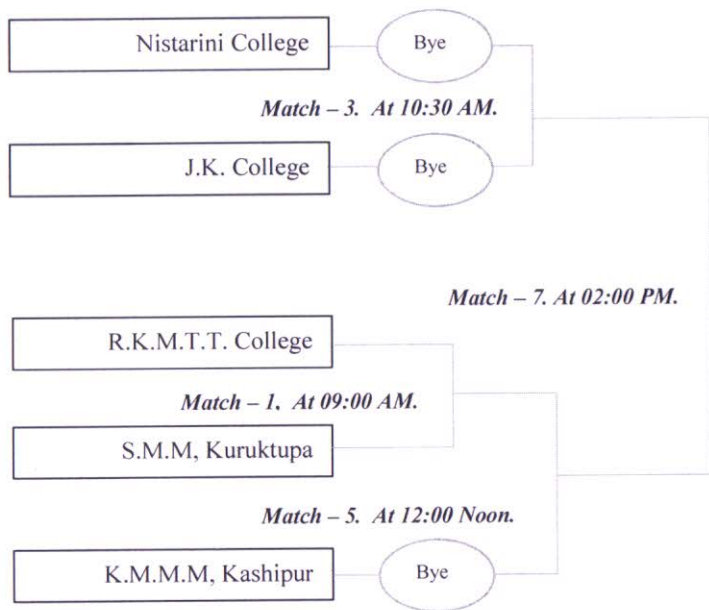 Nistarini College
Bye
Match – 3. At 10:30 AM.
J.K. College
Bye
Match – 7. At 02:00 PM.
R.K.M.T.T. College
Match – 1. At 09:00 AM.
S.M.M, Kuruktupa
Match – 5. At 12:00 Noon.
K.M.M.M, Kashipur
Bye